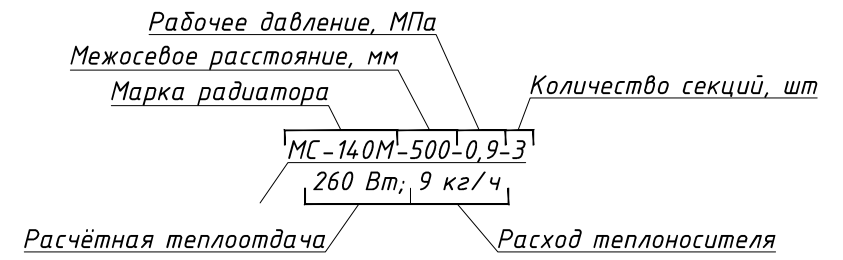 Рабочее давление, МПа
Межосевое расстояние, мм
Количество секций, шт
Марка радиатора
МС-140М-500-0,9-3
260 Вт; 9 кг/ч
Расчётная теплоотдача
Расход теплоносителя